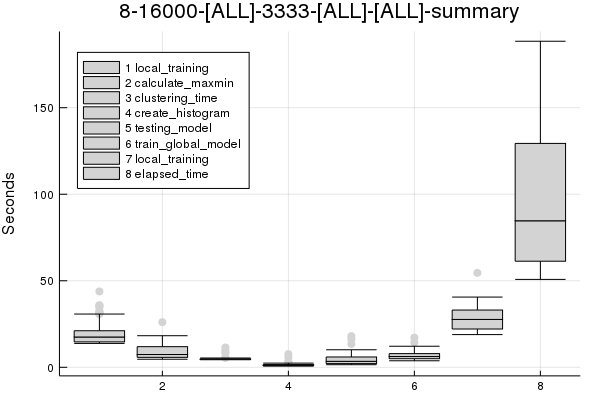 8-16000-[ALL]-3333-[ALL]-[ALL]-summary
1 local_training
2 calculate_maxmin
3 clustering_time
4 create_histogram
5 testing_model
6 train_global_model
7 local_training
8 elapsed_time
Seconds
150
100
50
0
2 4 6 8